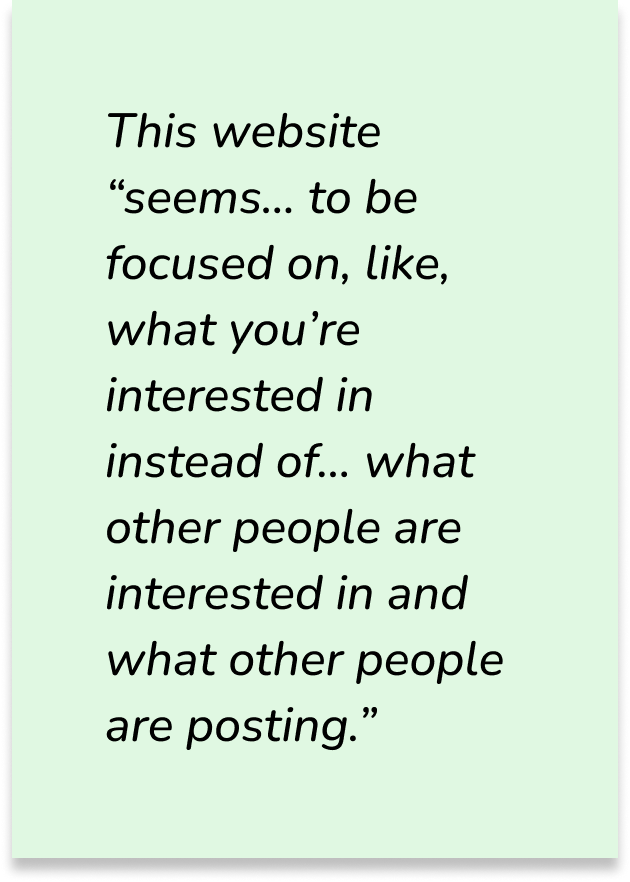 This website
“seems... to be
focused on, like,
what you’re
interested in
instead of... what
other people are
interested in and
what other people
are posting.”